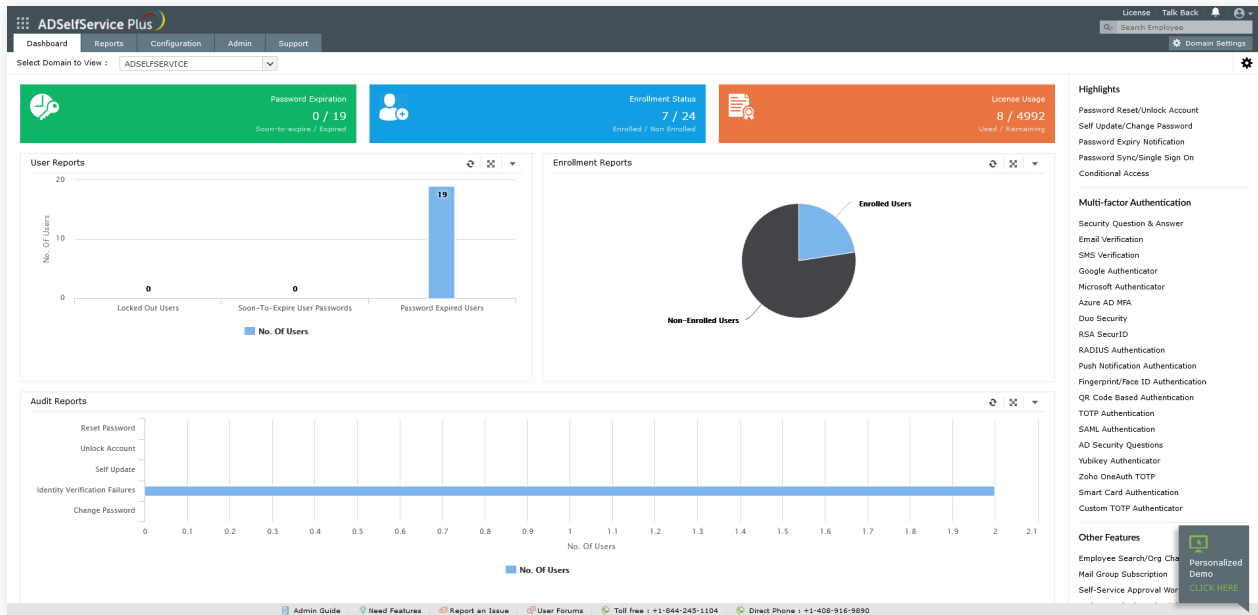 License Talk Back
ADSelfService Plus
Search Employee
Dashboard Reports Configuration Admin Support
Domain Settings
Select Domain to View : ADSELFSERVICE
Password Expiration
0 / 19
Soon-to-expire / Expired
Enrollment Status
7 / 24
Enrolled / Non Enrolled
License Usage
8 / 4992
Used / Remaining
User Reports
20
10
0
No. Of Users
0
0
19
Locked Out Users
Soon-To-Expire User Passwords
Password Expired Users
No. Of Users
Enrollment Reports
Enrolled Users
Non-Enrolled Users
Audit Reports
Reset Password
Unlock Account
Self Update
Identity Verification Failures
Change Password
0 0.1 0.2 0.3 0.4 0.5 0.6 0.7 0.8 0.9 1 1.1 1.2 1.3 1.4 1.5 1.6 1.7 1.8 1.9 2 2.1
No. Of Users
No. Of Users
Highlights
Password Reset/Unlock Account
Self Update/Change Password
Password Expiry Notification
Password Sync/Single Sign On
Conditional Access
Multi-factor Authentication
Security Question & Answer
Email Verification
SMS Verification
Google Authenticator
Microsoft Authenticator
Azure AD MFA
Duo Security
RSA SecurID
RADIUS Authentication
Push Notification Authentication
Fingerprint/Face ID Authentication
QR Code Based Authentication
TOTP Authentication
SAML Authentication
AD Security Questions
Yubikey Authenticator
Zoho OneAuth TOTP
Smart Card Authentication
Custom TOTP Authenticator
Other Features
Employee Search/Org Cha
Mail Group Subscription
Self-Service Approval Wor
Personalized
Demo
CLICK HERE
Admin Guide Need Features Report an Issue User Forums Toll free : +1-844-245-1104 Direct Phone : +1-408-916-9890